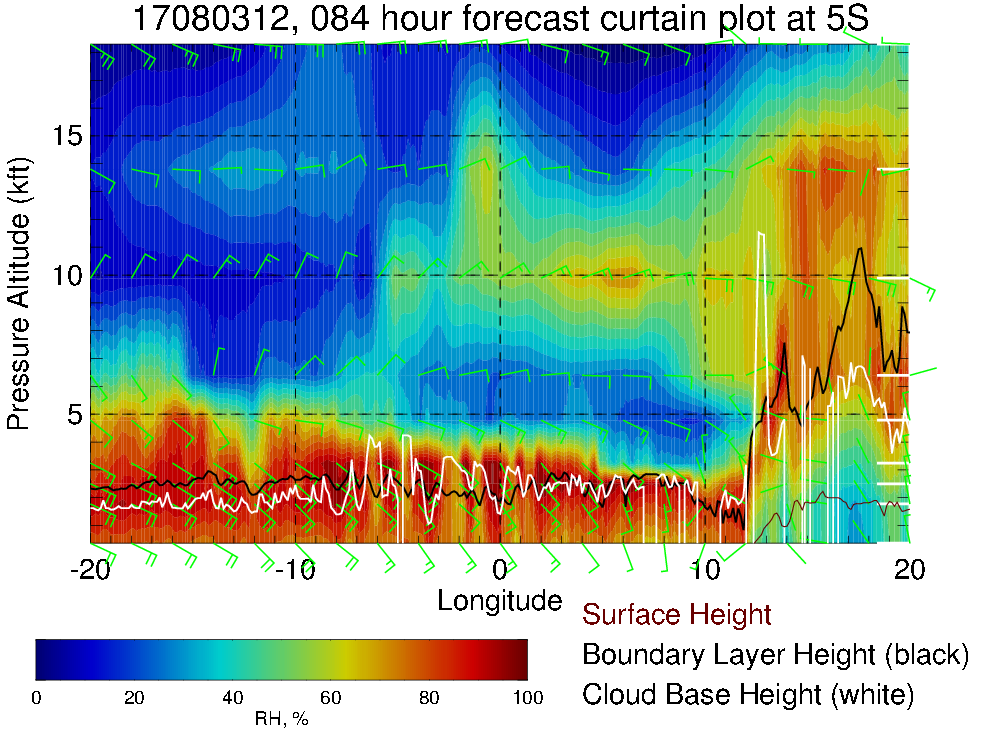 17080312, 084 hour forecast curtain plot at 5S
Pressure Altitude (kft)
15
10
5
-20 -10 0 10 20
Longitude
Surface Height
Boundary Layer Height (black)
Cloud Base Height (white)
0 20 40 60 80 100
RH, %